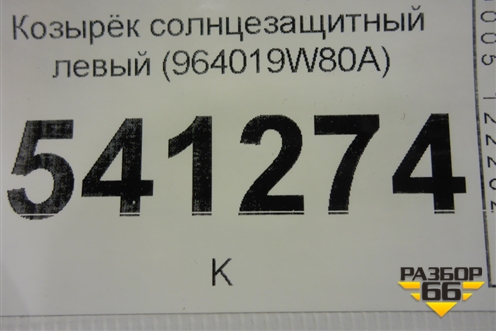 Козырёк солнцезащитный
левый (964019W80A)
541274
К
РАЗБОР
66